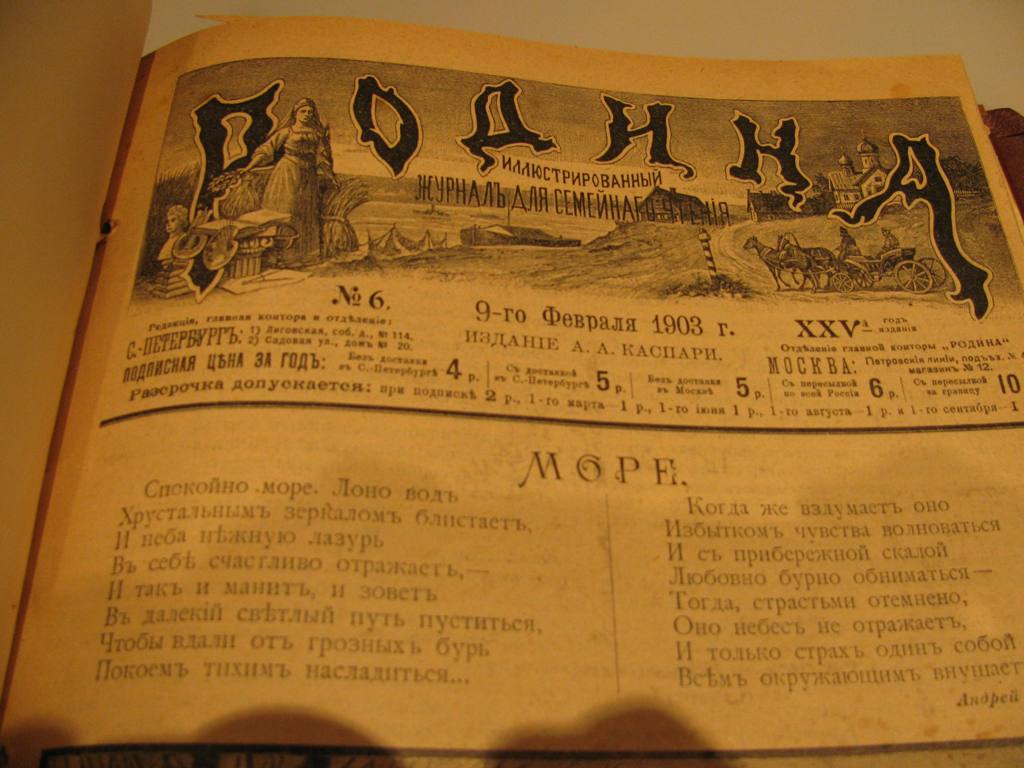 РОДИНА
ИЛЛЮСТРИРОВАННЫЙ
ЖУРНАЛЪ ДЛЯ СЕМЕЙНАГО ЧТЕНІЯ
№ 6.
9-го Февраля 1903 г.
XXVй годъ изданія
Редакція, главная контора и отдѣленіе:
С.-ПЕТЕРБУРГЪ. 1) Лиговская, соб. д., № 114.
2) Садовая ул., домъ № 20.
ИЗДАНІЕ А. А. КАСПАРИ.
Отдѣленіе главной конторы „РОДИНА“
МОСКВА: Петровскія линіи, подъѣз. №
магазинъ № 12.
ПОДПИСНАЯ ЦѢНА ЗА ГОДЪ: Безъ доставки въ С.-Петербургѣ 4 р. Съ доставкой въ С.-Петербургѣ 5 р. Безъ доставки въ Москвѣ 5 р. Съ пересылкой по всей Россіи 6 р. Съ пересылкой за границу 10
Разсрочка допускается: при подпискѣ 2 р., 1-го марта—1 р., 1-го іюня 1 р., 1-го августа—1 р. и 1-го сентября—1
МОРЕ.
Спокойно море. Лоно водъ
Хрустальнымъ зеркаломъ блистаетъ,
И неба нѣжную лазурь
Въ себѣ счастливо отражаетъ,—
И такъ и манитъ, и зоветъ
Въ далекій свѣтлый путь пуститься,
Чтобы вдали отъ грозныхъ бурь
Покоемъ тихимъ насладиться...
Когда же вздумаетъ оно
Избыткомъ чувства волноваться
И съ прибережной скалой
Любовно бурно обниматься—
Тогда, страстьми отемнено,
Оно небесъ не отражаетъ,
И только страхъ одинъ собой
Всѣмъ окружающимъ внушает
Андрей